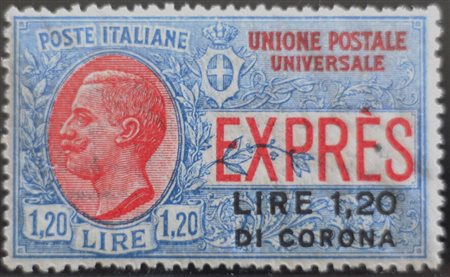 POSTE ITALIANE
UNIONE POSTALE
UNIVERSALE
EXPRÈS
LIRE 1,20
DI CORONA
1,20 LIRE 1,20